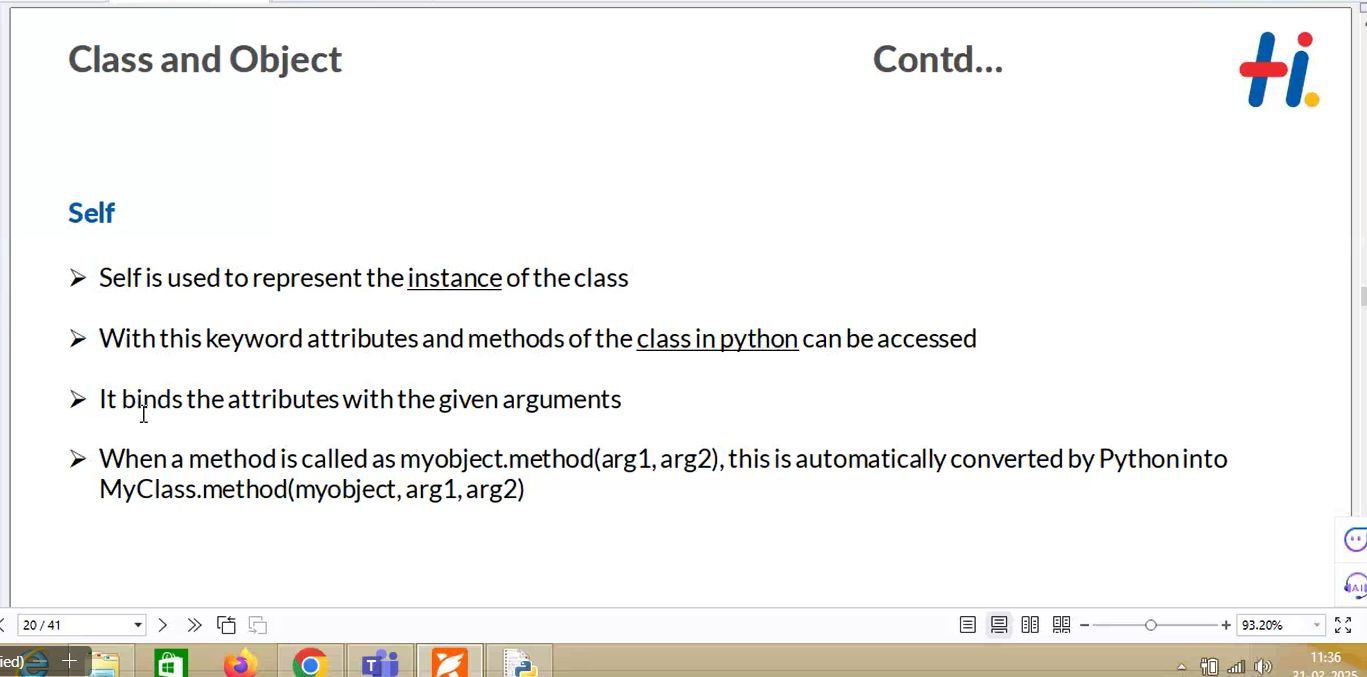 Class and Object Contd...
Hi.
Self
➢ Self is used to represent the instance of the class
➢ With this keyword attributes and methods of the class in python can be accessed
➢ It binds the attributes with the given arguments
➢ When a method is called as myobject.method(arg1, arg2), this is automatically converted by Python into
MyClass.method(myobject, arg1, arg2)
AI
20 / 41
93.20%
ied)
11:36